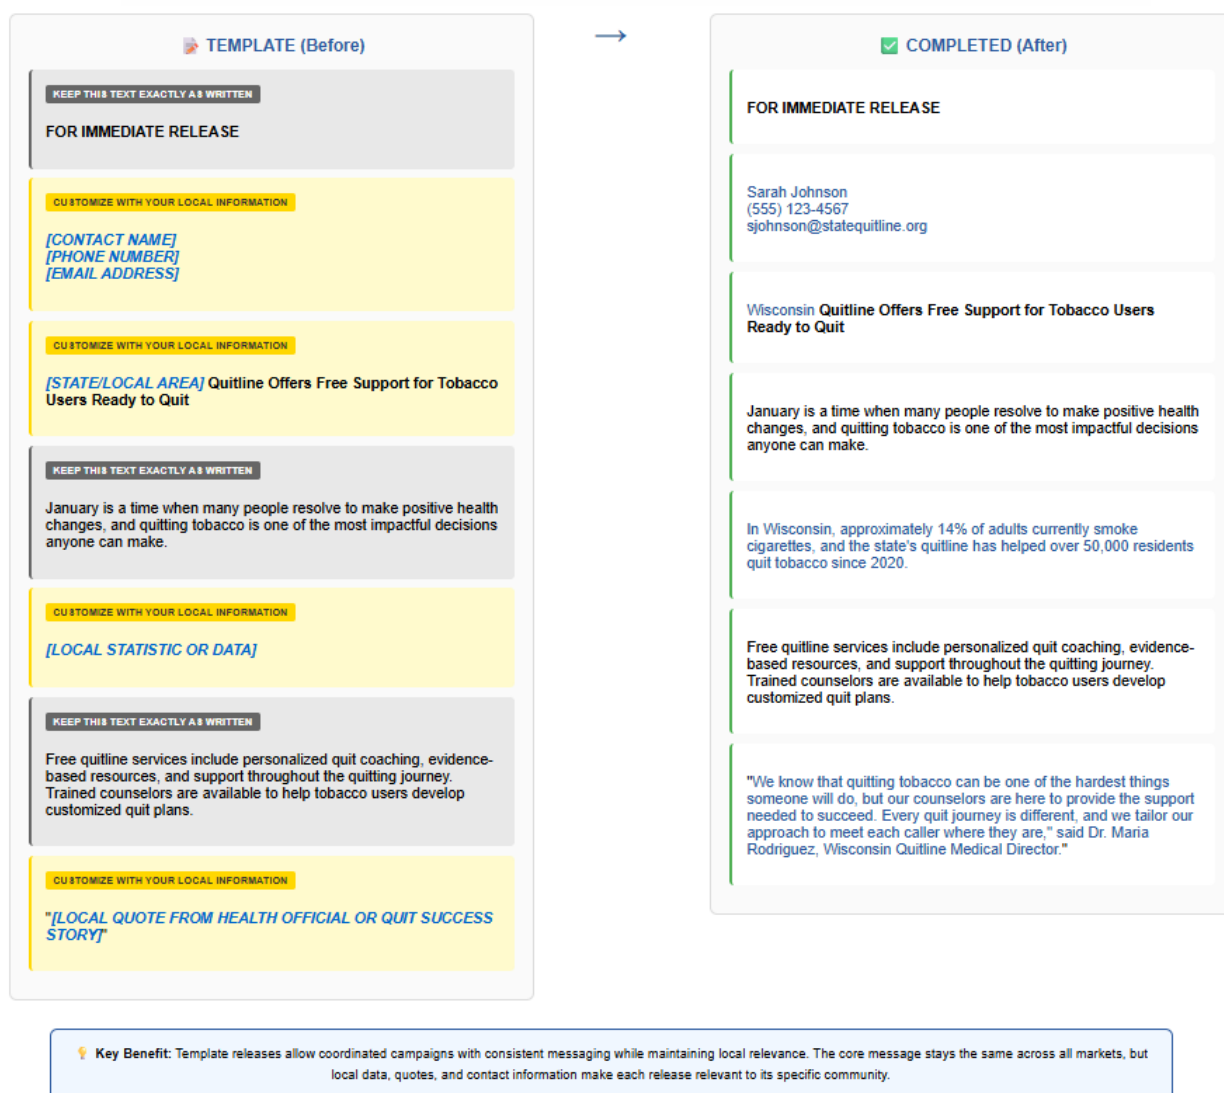 TEMPLATE (Before)
KEEP THIS TEXT EXACTLY AS WRITTEN
FOR IMMEDIATE RELEASE
CUSTOMIZE WITH YOUR LOCAL INFORMATION
[CONTACT NAME]
[PHONE NUMBER]
[EMAIL ADDRESS]
CUSTOMIZE WITH YOUR LOCAL INFORMATION
[STATE/LOCAL AREA] Quitline Offers Free Support for Tobacco
Users Ready to Quit
KEEP THIS TEXT EXACTLY AS WRITTEN
January is a time when many people resolve to make positive health
changes, and quitting tobacco is one of the most impactful decisions
anyone can make.
CUSTOMIZE WITH YOUR LOCAL INFORMATION
[LOCAL STATISTIC OR DATA]
KEEP THIS TEXT EXACTLY AS WRITTEN
Free quitline services include personalized quit coaching, evidence-
based resources, and support throughout the quitting journey.
Trained counselors are available to help tobacco users develop
customized quit plans.
CUSTOMIZE WITH YOUR LOCAL INFORMATION
"[LOCAL QUOTE FROM HEALTH OFFICIAL OR QUIT SUCCESS
STORY]"
→
COMPLETED (After)
FOR IMMEDIATE RELEASE
Sarah Johnson
(555) 123-4567
sjohnson@statequitline.org
Wisconsin Quitline Offers Free Support for Tobacco Users
Ready to Quit
January is a time when many people resolve to make positive health
changes, and quitting tobacco is one of the most impactful decisions
anyone can make.
In Wisconsin, approximately 14% of adults currently smoke
cigarettes, and the state's quitline has helped over 50,000 residents
quit tobacco since 2020.
Free quitline services include personalized quit coaching, evidence-
based resources, and support throughout the quitting journey.
Trained counselors are available to help tobacco users develop
customized quit plans.
"We know that quitting tobacco can be one of the hardest things
someone will do, but our counselors are here to provide the support
needed to succeed. Every quit journey is different, and we tailor our
approach to meet each caller where they are," said Dr. Maria
Rodriguez, Wisconsin Quitline Medical Director."
Key Benefit: Template releases allow coordinated campaigns with consistent messaging while maintaining local relevance. The core message stays the same across all markets, but
local data, quotes, and contact information make each release relevant to its specific community.